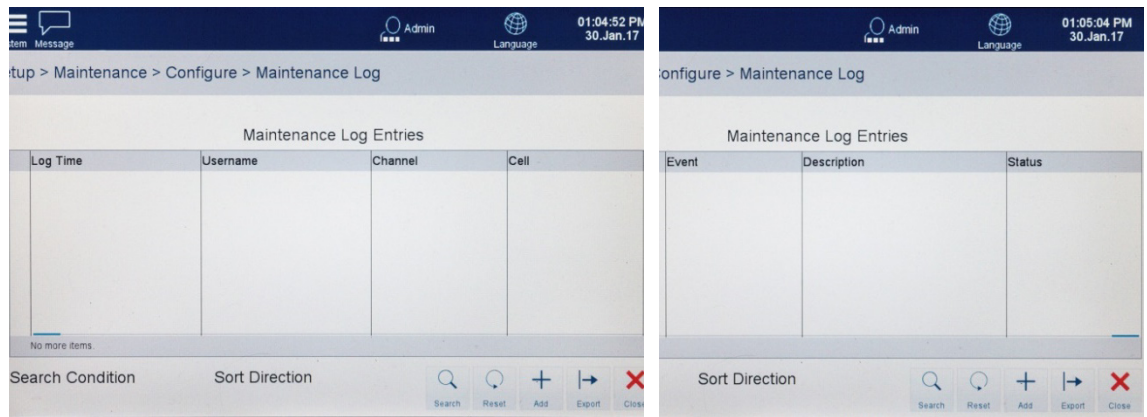 tem Message
Admin
Language
01:04:52 PM
30.Jan.17
tup > Maintenance > Configure > Maintenance Log
Maintenance Log Entries
Log Time Username Channel Cell
No more items.
Search Condition Sort Direction
Search Reset Add Export Close
Admin
Language
01:05:04 PM
30.Jan.17
onfigure > Maintenance Log
Maintenance Log Entries
Event Description Status
Sort Direction
Search Reset Add Export Close